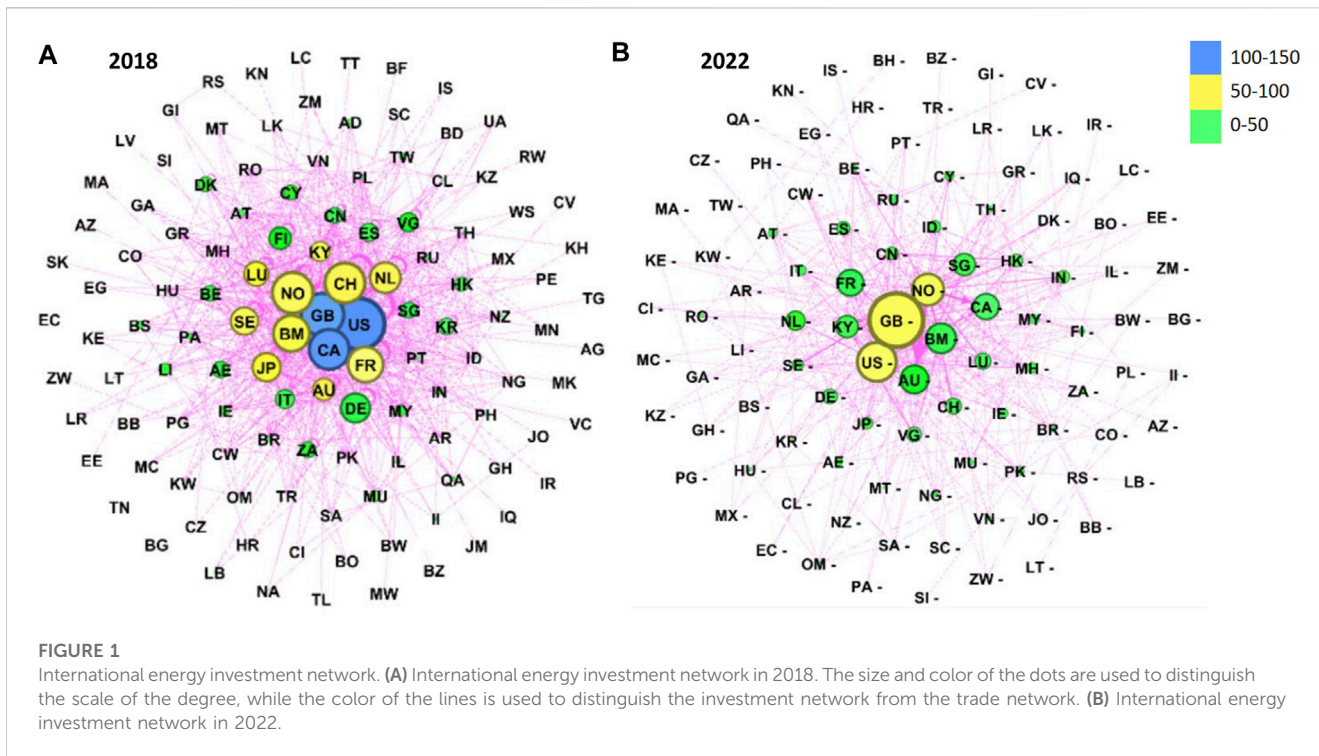 A
2018
LC
TT
BF
RS
KN
IS
GI
ZM
MT
LK
AD
SC
BD
UA
LV
SI
RO
VN
PL
TW
CL
KZ
RW
MA
DK
CY
GA
AT
CN
ES
VG
WS
CV
AZ
GR
FI
TH
CO
MH
KY
RU
MX
KH
SK
LU
NL
EG
HU
BE
NO
CH
HK
PE
EC
BS
SE
GB
US
SG
KR
NZ
TG
KE
PA
BM
MN
ZW
LT
LI
AE
JP
CA
FR
PT
ID
AG
LR
BB
PG
IE
IT
AU
DE
MY
IN
NG
MK
EE
MC
CW
BR
ZA
PK
IL
AR
PH
JO
VC
TN
KW
OM
TR
SA
MU
QA
GH
IR
BG
CZ
HR
CI
BO
BW
II
IQ
LB
NA
TL
MW
BZ
JM
B
2022
100-150
50-100
0-50
IS -
BH -
BZ -
GI -
CV -
KN -
HR -
TR -
QA -
EG -
PT -
LR -
LK -
IR -
CZ -
PH -
BE -
CY -
GR -
IQ -
LC -
MA -
TW -
CW -
RU -
TH -
DK -
BO -
EE -
AT -
ES -
ID -
KE -
KW -
IT -
CN -
SG -
HK -
IN -
IL -
ZM -
CI -
AR -
FR -
NO -
RO -
NL -
KY -
GB -
CA -
MY -
FI -
BW -
BG -
MC -
LI -
BM -
GA -
SE -
US -
AU -
LU -
MH -
PL -
II -
KZ -
BS -
DE -
CH -
IE -
ZA -
GH -
KR -
JP -
VG -
BR -
CO -
AZ -
PG -
HU -
AE -
MU -
PK -
RS -
LB -
MX -
CL -
MT -
NG -
EC -
NZ -
VN -
JO -
BB -
OM -
SA -
SC -
PA -
SI -
ZW -
LT -
FIGURE 1
International energy investment network. (A) International energy investment network in 2018. The size and color of the dots are used to distinguish
the scale of the degree, while the color of the lines is used to distinguish the investment network from the trade network. (B) International energy
investment network in 2022.